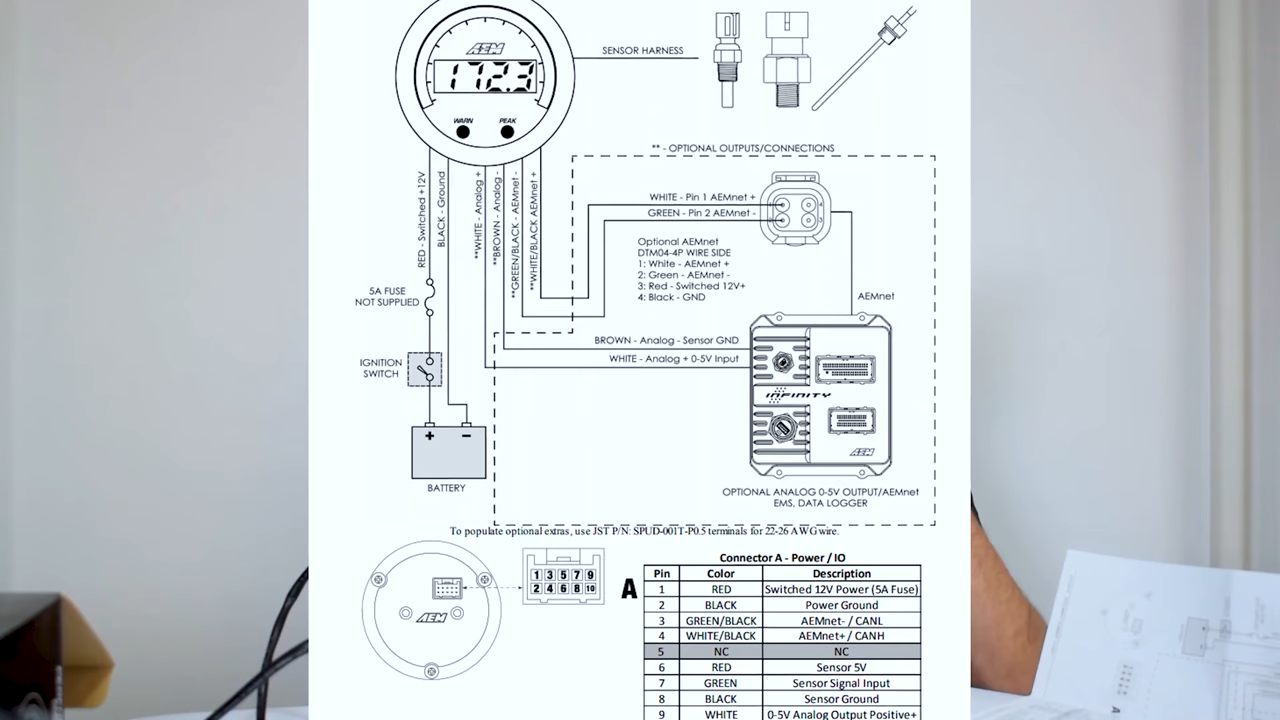 AEM
172.3
WARN
PEAK
SENSOR HARNESS
** - OPTIONAL OUTPUTS/CONNECTIONS
RED - Switched +12V
BLACK - Ground
**WHITE - Analog +
**BROWN - Analog -
**GREEN/BLACK - AEMnet -
**WHITE/BLACK AEMnet +
WHITE - Pin 1 AEMnet +
GREEN - Pin 2 AEMnet -
Optional AEMnet
DTM04-4P WIRE SIDE
1: White - AEMnet +
2: Green - AEMnet -
3: Red - Switched 12V+
4: Black - GND
AEMnet
5A FUSE
NOT SUPPLIED
BROWN - Analog - Sensor GND
WHITE - Analog + 0-5V Input
IGNITION
SWITCH
INFINITY
AEM
+ -
BATTERY
OPTIONAL ANALOG 0-5V OUTPUT/AEMnet
EMS, DATA LOGGER
To populate optional extras, use JST P/N: SPUD-001T-P0.5 terminals for 22-26 AWG wire.
AEM
1 3 5 7 9
2 4 6 8 10
A
Connector A - Power / IO
Pin Color Description
1 RED Switched 12V Power (5A Fuse)
2 BLACK Power Ground
3 GREEN/BLACK AEMnet- / CANL
4 WHITE/BLACK AEMnet+ / CANH
5 NC NC
6 RED Sensor 5V
7 GREEN Sensor Signal Input
8 BLACK Sensor Ground
9 WHITE 0-5V Analog Output Positive+